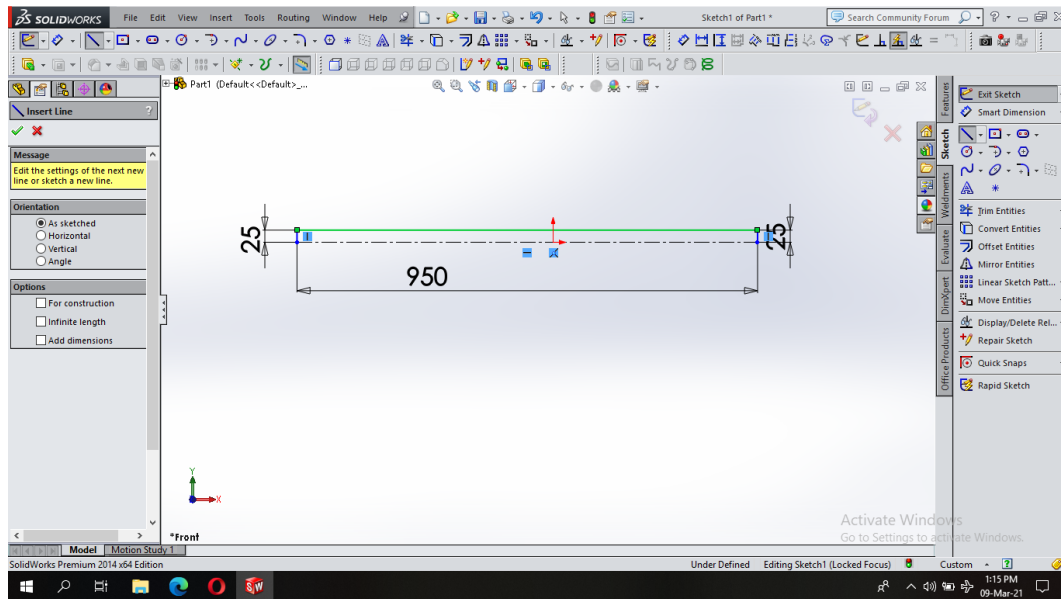 SOLIDWORKS File Edit View Insert Tools Routing Window Help Sketch1 of Part1 * Search Community Forum
Part1 (Default<<Default>_...
Insert Line ?
Message
Edit the settings of the next new
line or sketch a new line.
Orientation
As sketched
Horizontal
Vertical
Angle
Options
For construction
Infinite length
Add dimensions
25
950
25
Y
X
*Front
Features
Sketch
Weldments
Evaluate
DimXpert
Office Products
Exit Sketch
Smart Dimension
Trim Entities
Convert Entities
Offset Entities
Mirror Entities
Linear Sketch Patt...
Move Entities
Display/Delete Rel...
Repair Sketch
Quick Snaps
Rapid Sketch
Activate Windows
Go to Settings to activate Windows.
Model Motion Study 1
SolidWorks Premium 2014 x64 Edition Under Defined Editing Sketch1 (Locked Focus) Custom
1:15 PM
09-Mar-21